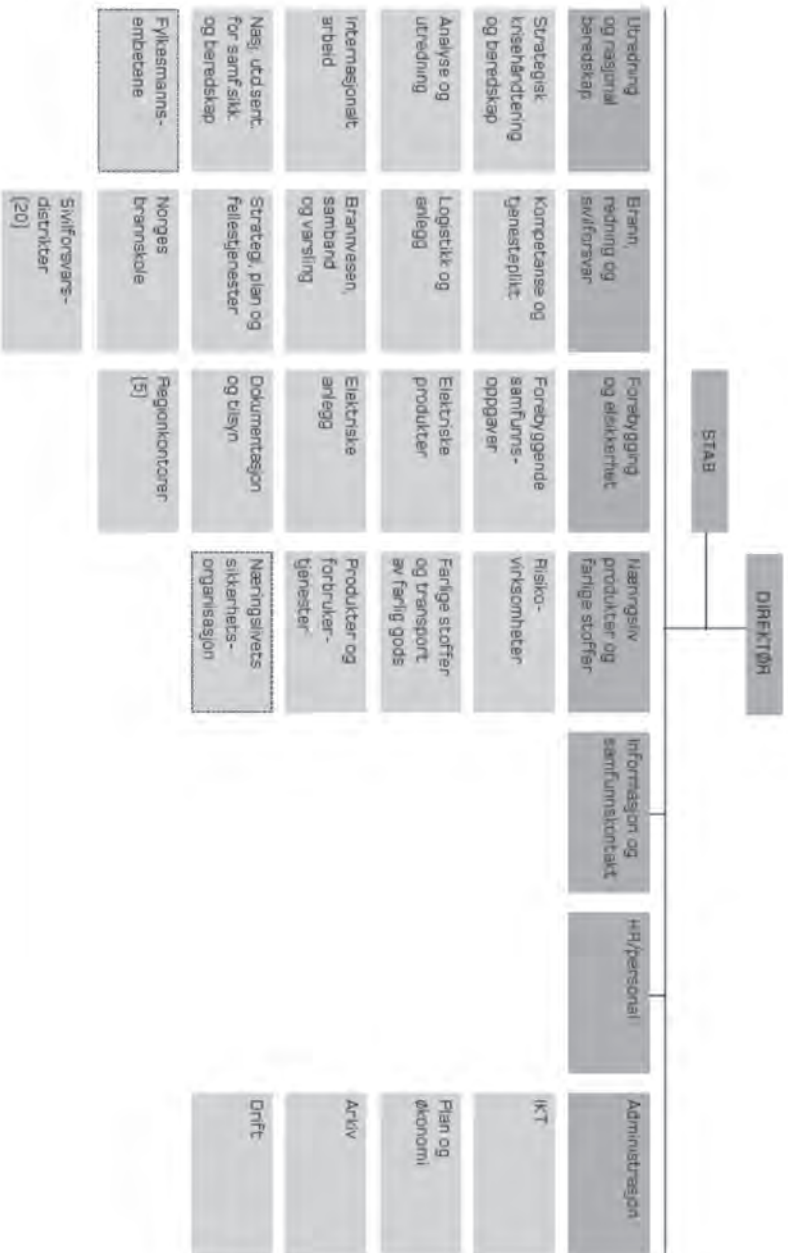 DIREKTØR
STAB
Utredning
og nasjonal
beredskap
Strategisk
krisehåndtering
og beredskap
Analyse og
utredning
Internasjonalt
arbeid
Nasj. utd.sent.
for samf.sikk.
og beredskap
Fylkesmanns-
embetene
Brann,
redning og
sivilforsvar
Kompetanse og
tjenesteplikt
Logistikk og
anlegg
Brannvesen,
samband
og varsling
Strategi, plan og
fellestjenester
Norges
brannskole
Sivilforsvars-
distrikter
(20)
Forebygging
og elsikkerhet
Forebyggende
samfunns-
oppgaver
Elektriske
produkter
Elektriske
anlegg
Dokumentasjon
og tilsyn
Regionkontorer
(5)
Næringsliv
produkter og
farlige stoffer
Risiko-
virksomheter
Farlige stoffer
og transport
av farlig gods
Produkter og
forbruker-
tjenester
Næringslivets
sikkerhets-
organisasjon
Informasjon og
samfunnskontakt
HR/personal
Administrasjon
IKT
Plan og
økonomi
Arkiv
Drift